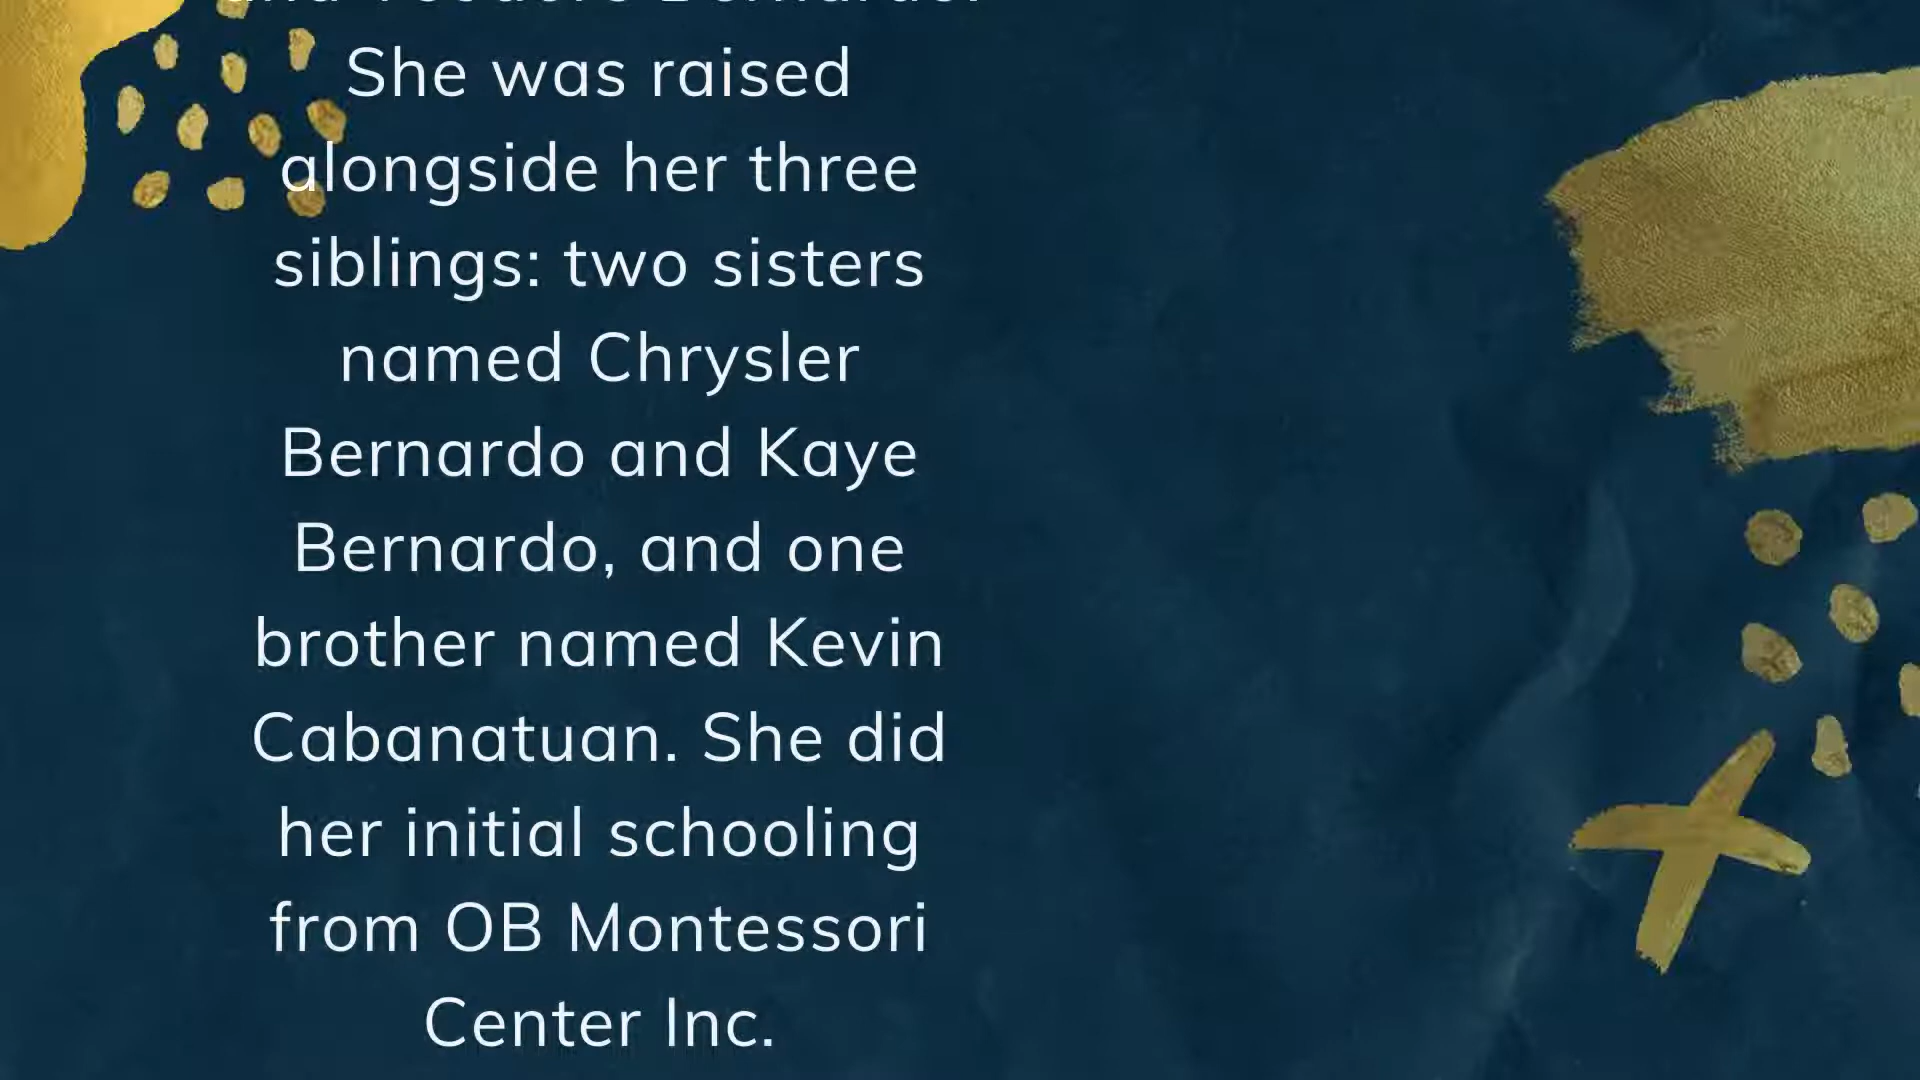 She was raised
alongside her three
siblings: two sisters
named Chrysler
Bernardo and Kaye
Bernardo, and one
brother named Kevin
Cabanatuan. She did
her initial schooling
from OB Montessori
Center Inc.